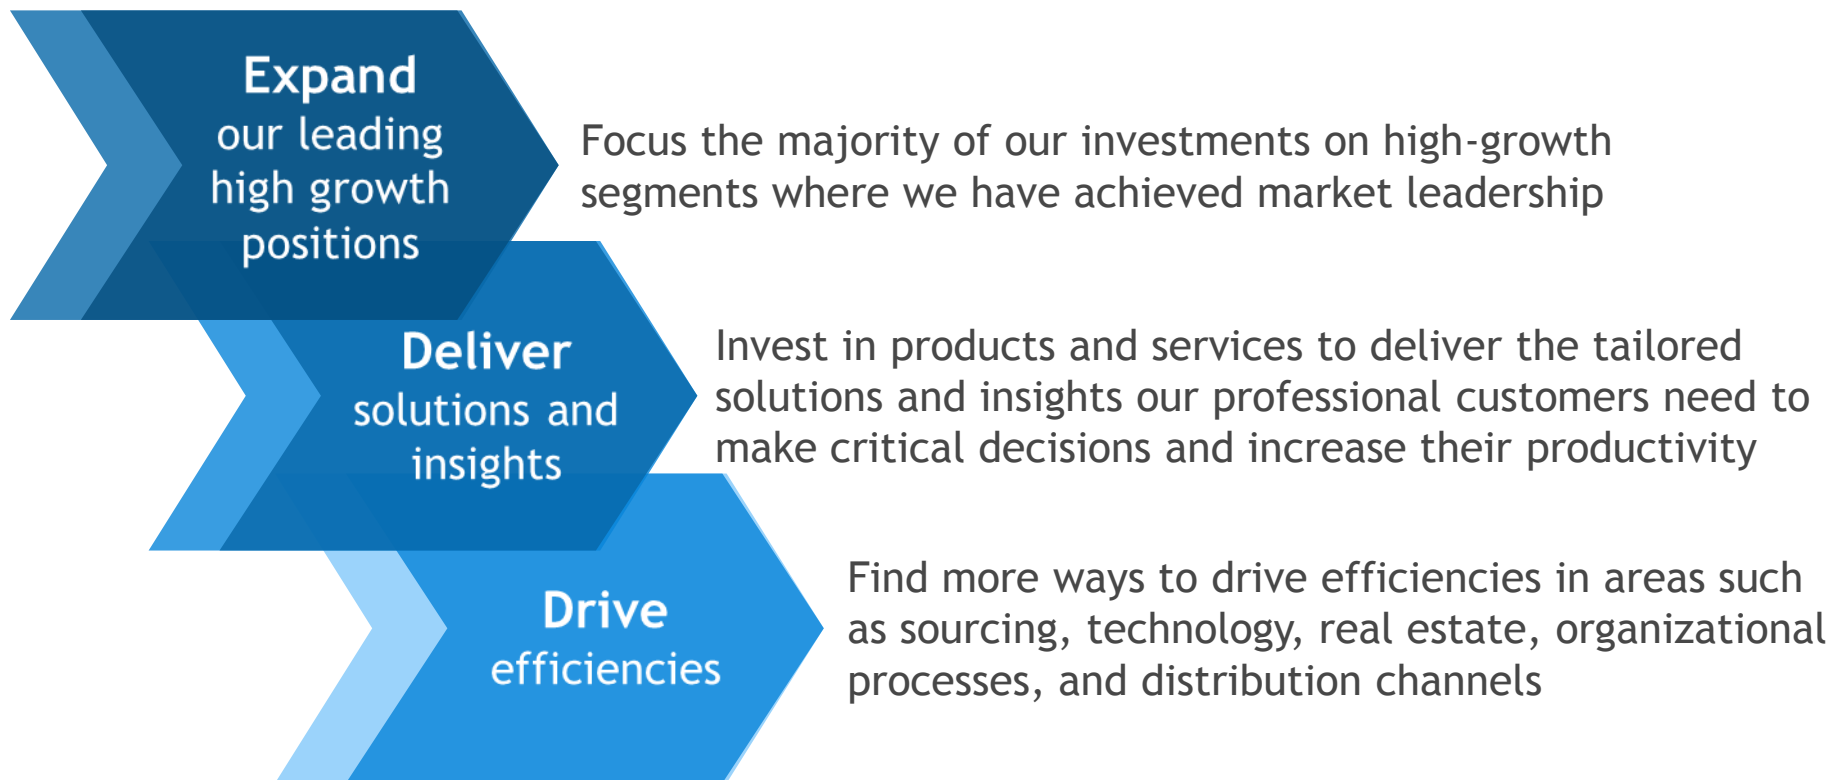 Expand
our leading
high growth
positions
Focus the majority of our investments on high-growth
segments where we have achieved market leadership
Deliver
solutions and
insights
Invest in products and services to deliver the tailored
solutions and insights our professional customers need to
make critical decisions and increase their productivity
Drive
efficiencies
Find more ways to drive efficiencies in areas such
as sourcing, technology, real estate, organizational
processes, and distribution channels